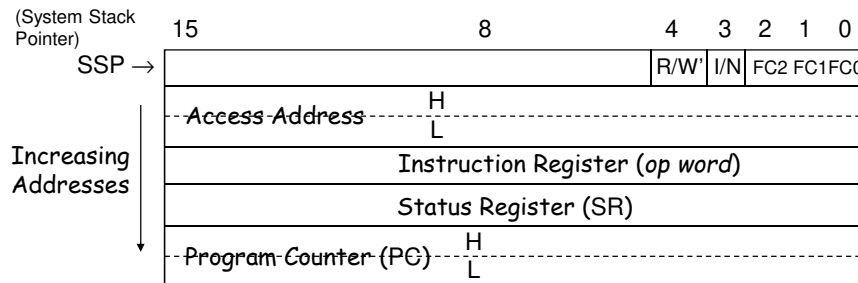 (System Stack
Pointer)
15 8 4 3 2 1 0
SSP → R/W' I/N FC2 FC1 FC0
Access Address H
L
Increasing
Addresses
Instruction Register (op word)
Status Register (SR)
Program Counter (PC) H
L